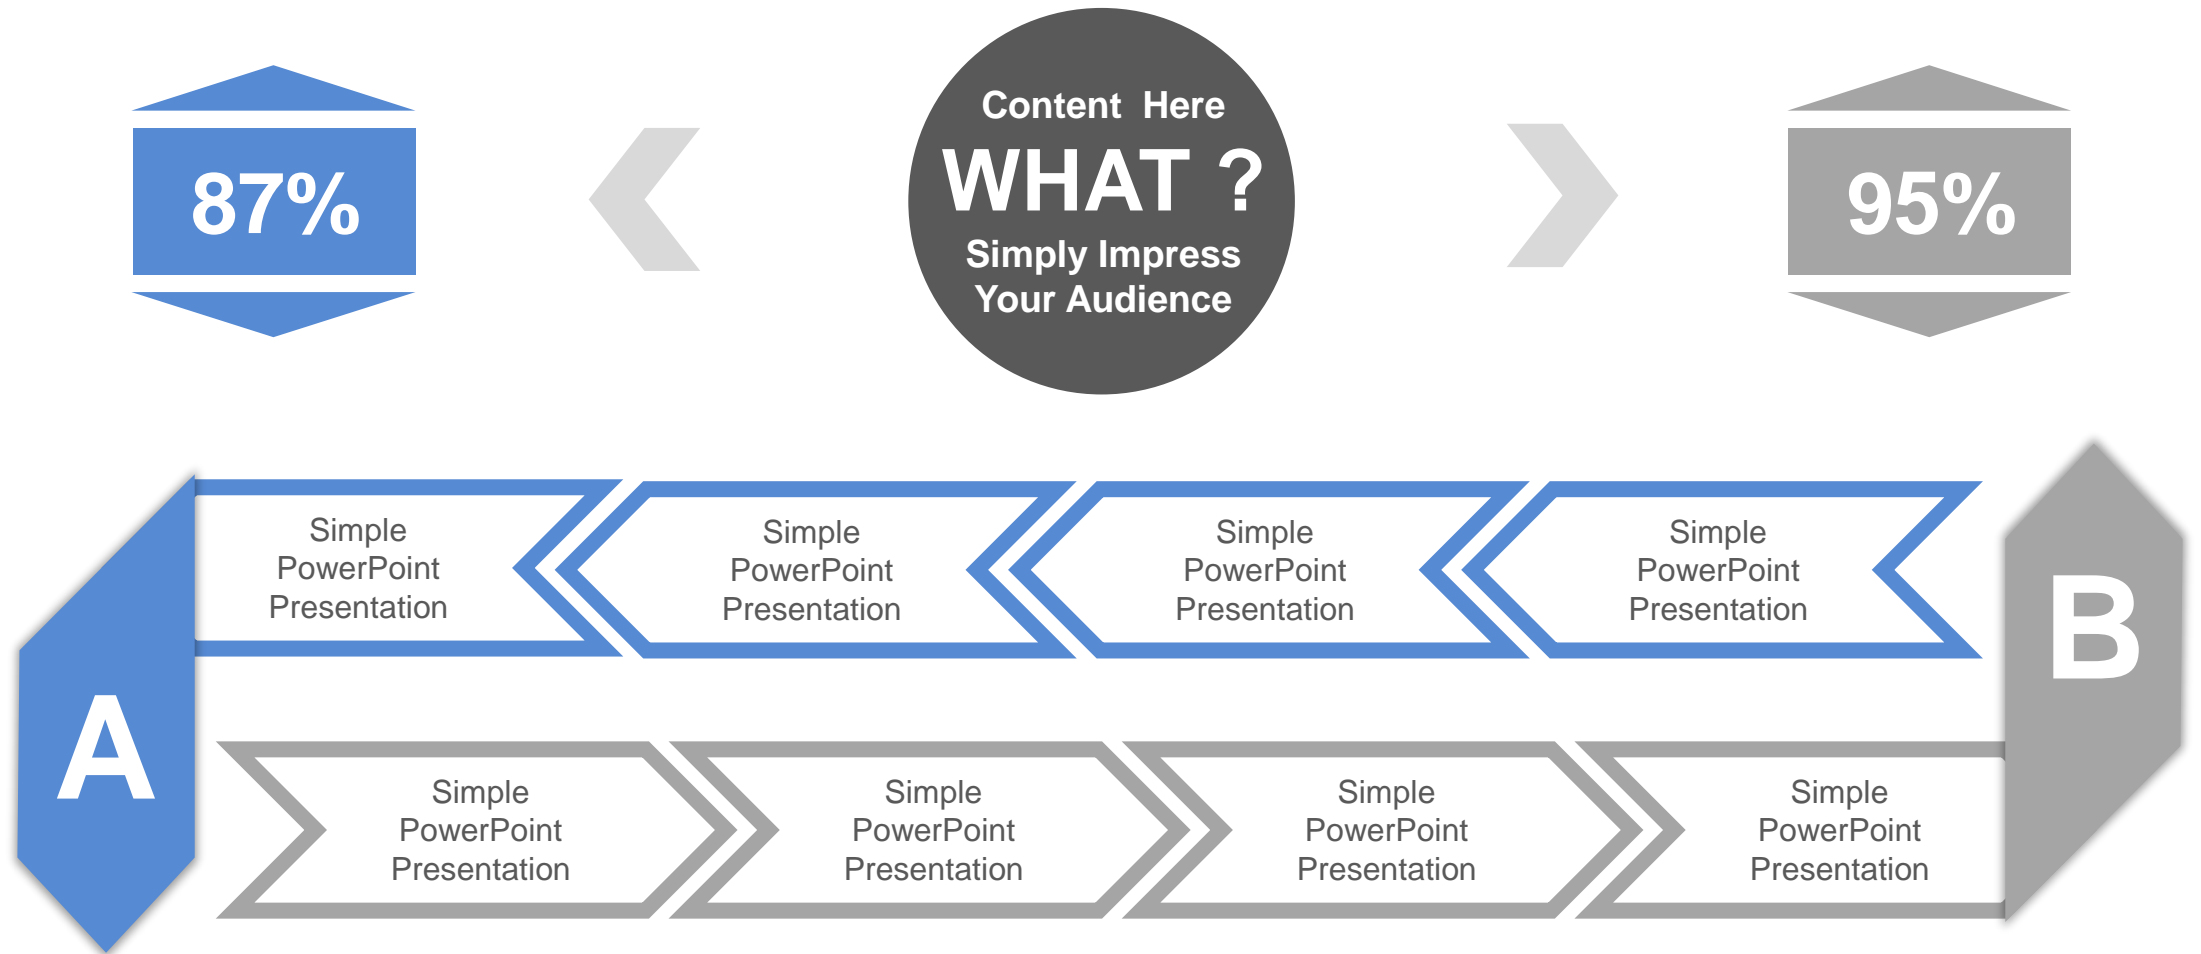 Content Here
WHAT ?
Simply Impress
Your Audience
87%
95%
A
Simple
PowerPoint
Presentation
Simple
PowerPoint
Presentation
Simple
PowerPoint
Presentation
Simple
PowerPoint
Presentation
B
Simple
PowerPoint
Presentation
Simple
PowerPoint
Presentation
Simple
PowerPoint
Presentation
Simple
PowerPoint
Presentation